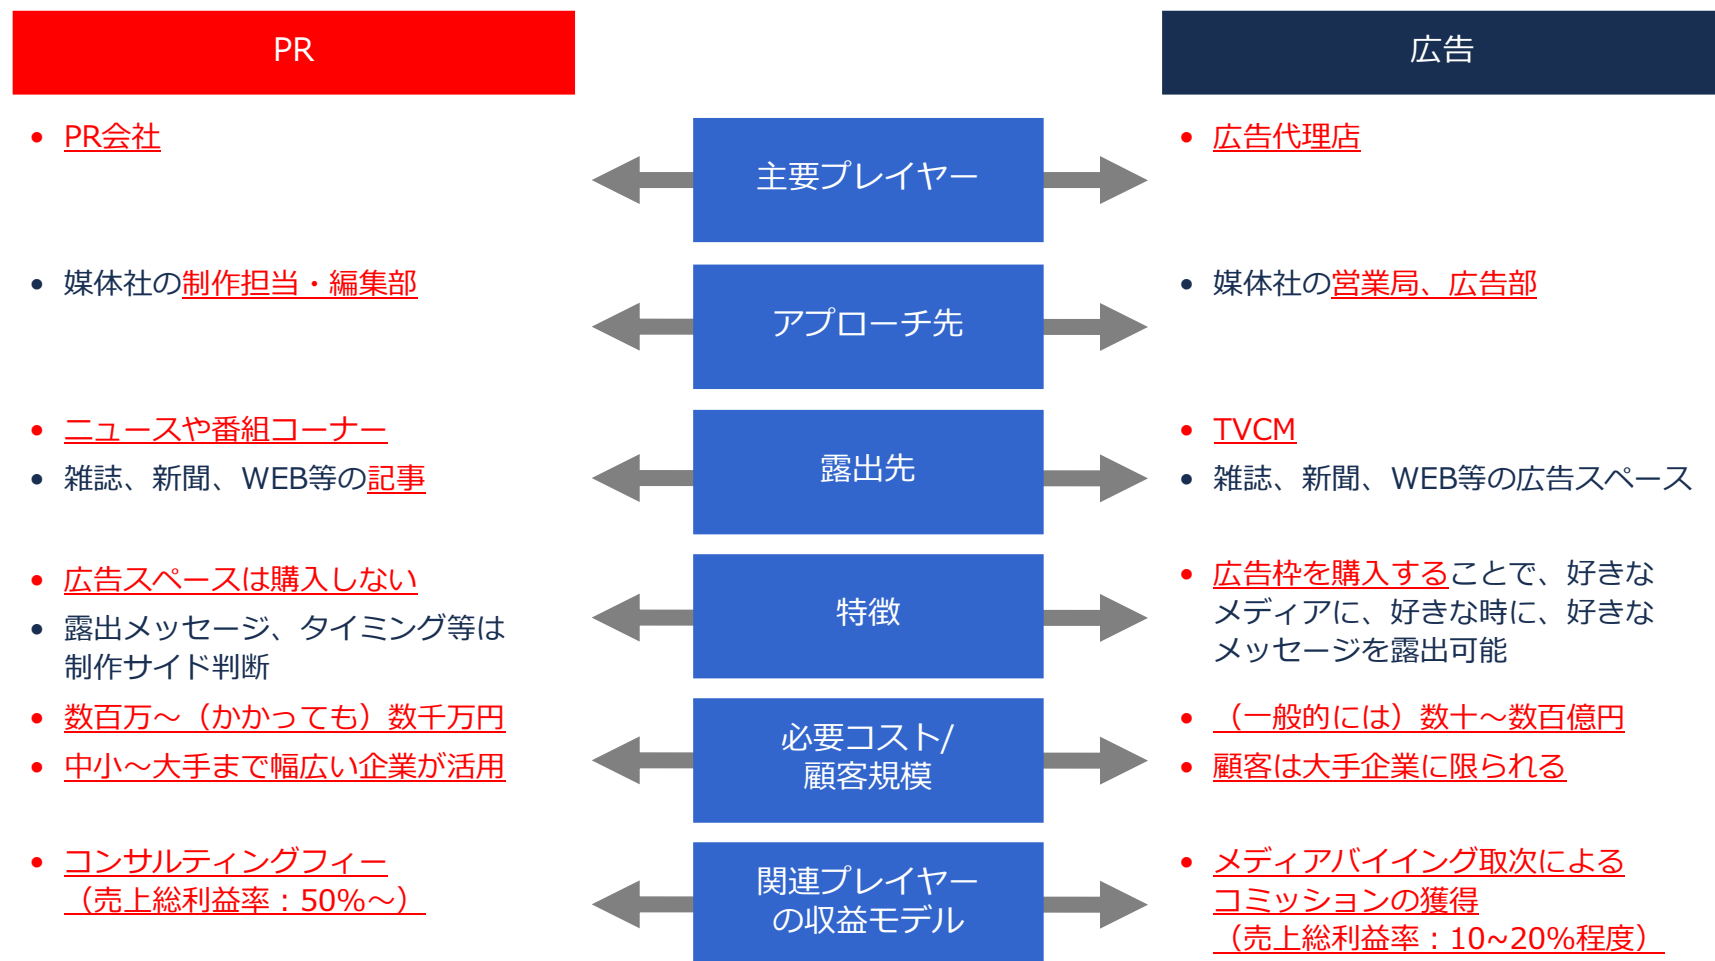 PR
広告
PR会社
主要プレイヤー
広告代理店
媒体社の制作担当・編集部
アプローチ先
媒体社の営業局、広告部
ニュースや番組コーナー
雑誌、新聞、WEB等の記事
露出先
TVCM
雑誌、新聞、WEB等の広告スペース
広告スペースは購入しない
露出メッセージ、タイミング等は
制作サイド判断
特徴
広告枠を購入することで、好きな
メディアに、好きな時に、好きな
メッセージを露出可能
数百万～（かかっても）数千万円
中小～大手まで幅広い企業が活用
必要コスト/
顧客規模
（一般的には）数十～数百億円
顧客は大手企業に限られる
コンサルティングフィー
（売上総利益率：50%～）
関連プレイヤー
の収益モデル
メディアバイイング取次による
コミッションの獲得
（売上総利益率：10~20%程度）